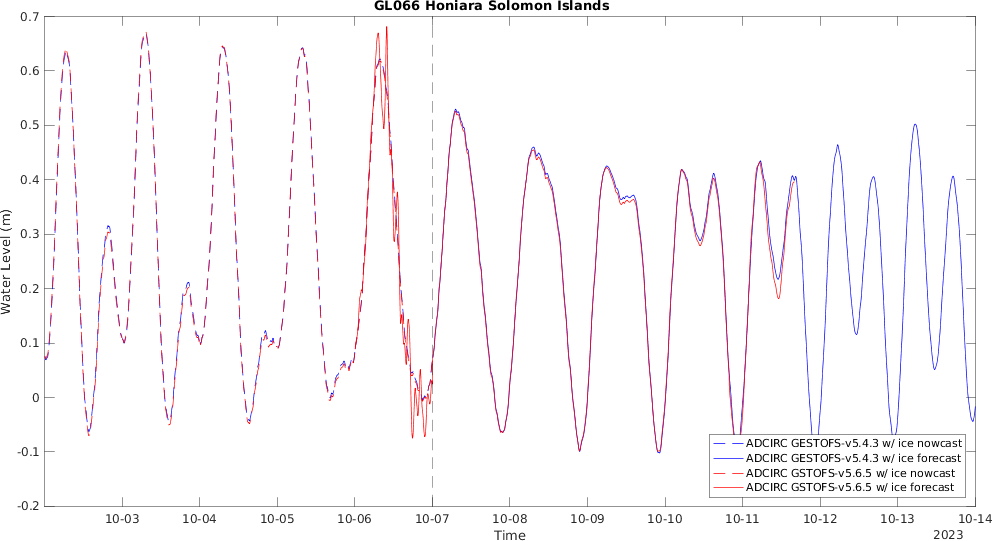 GL066 Honiara Solomon Islands
Water Level (m)
0.7
0.6
0.5
0.4
0.3
0.2
0.1
0
-0.1
-0.2
10-03 10-04 10-05 10-06 10-07 10-08 10-09 10-10 10-11 10-12 10-13 10-14
Time
2023
ADCIRC GESTOFS-v5.4.3 w/ ice nowcast
ADCIRC GESTOFS-v5.4.3 w/ ice forecast
ADCIRC GSTOFS-v5.6.5 w/ ice nowcast
ADCIRC GSTOFS-v5.6.5 w/ ice forecast